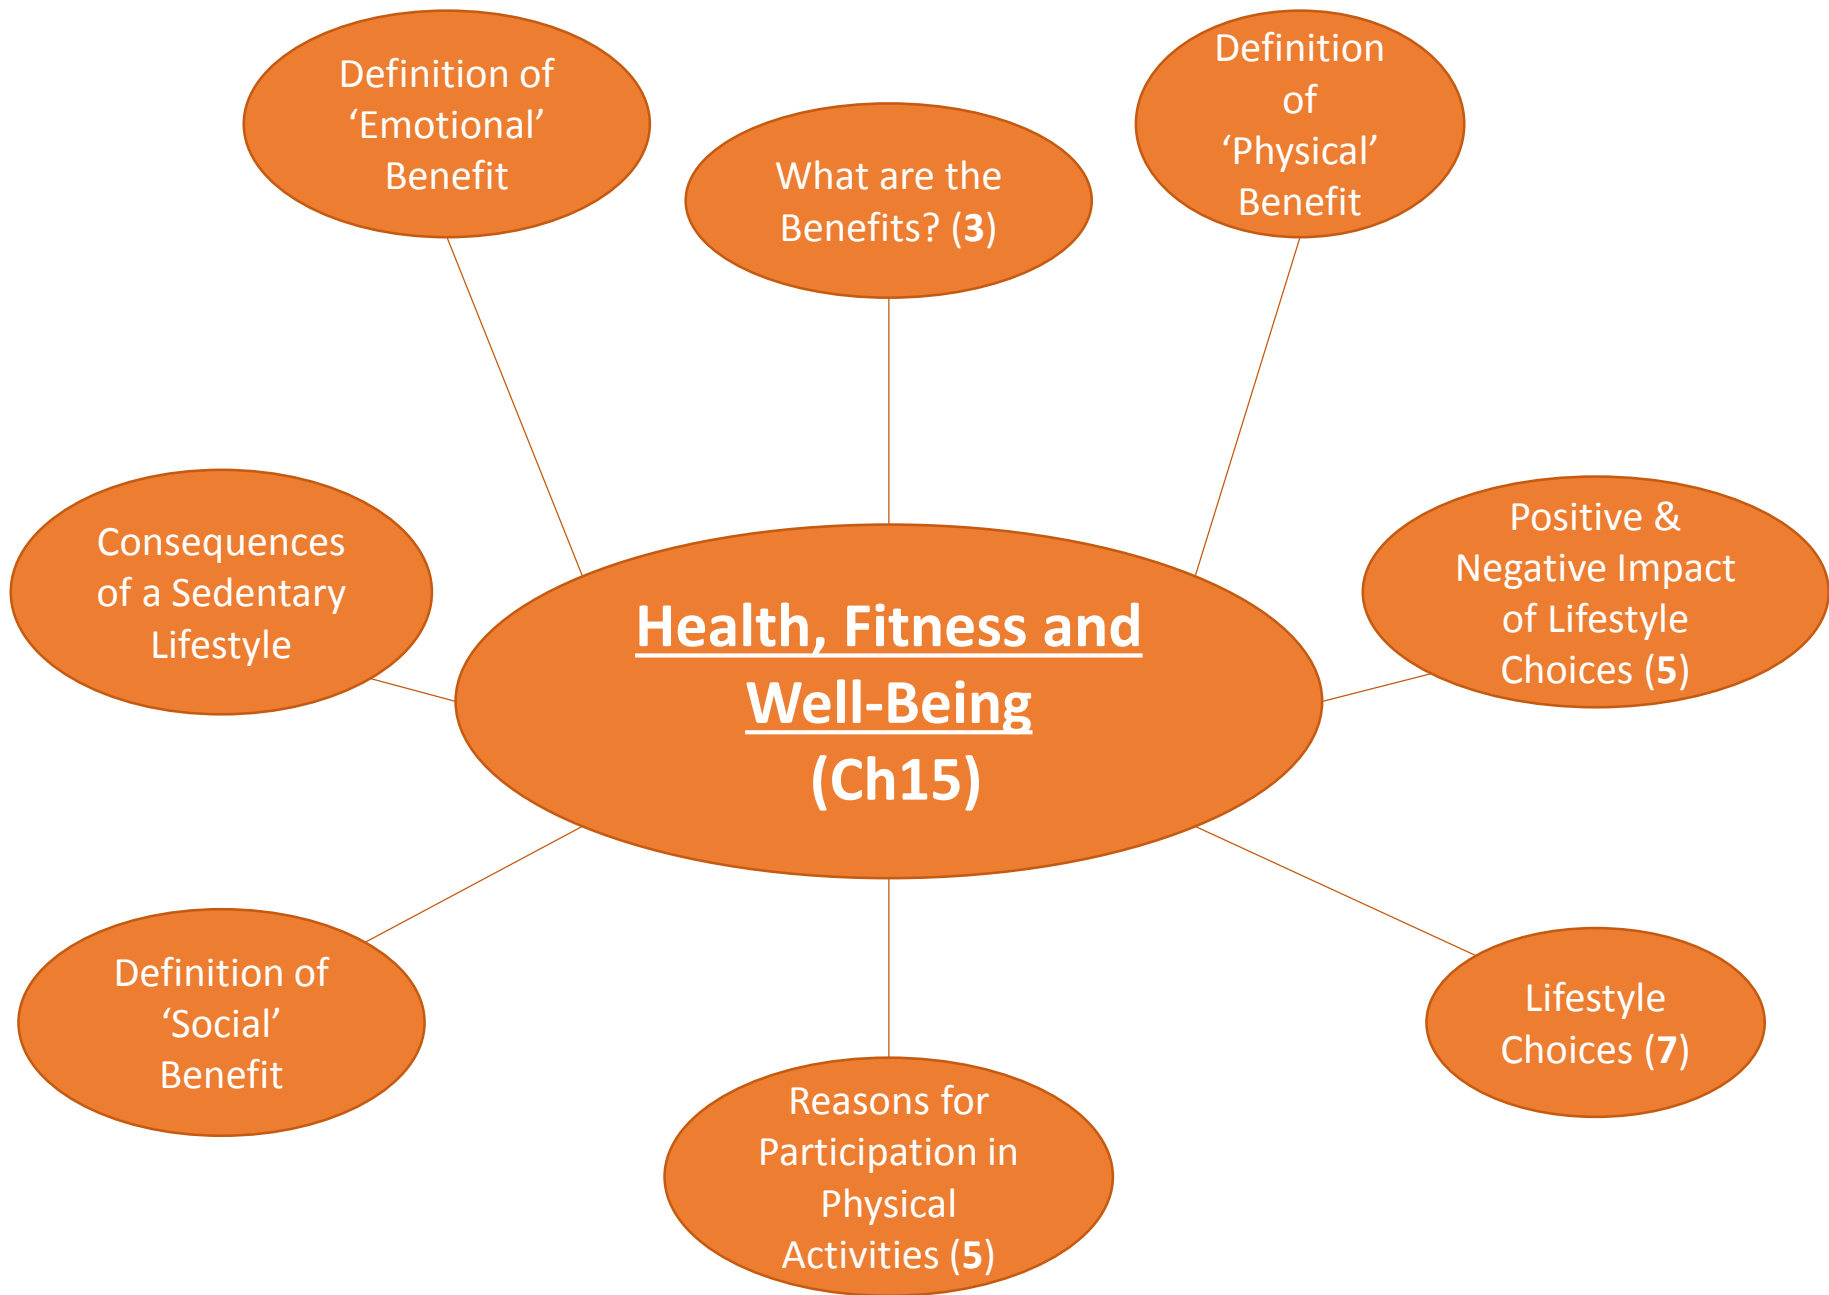 Definition of
‘Emotional’
Benefit
What are the
Benefits? (3)
Definition
of
‘Physical’
Benefit
Consequences
of a Sedentary
Lifestyle
Health, Fitness and
Well-Being
(Ch15)
Positive &
Negative Impact
of Lifestyle
Choices (5)
Definition of
‘Social’
Benefit
Reasons for
Participation in
Physical
Activities (5)
Lifestyle
Choices (7)